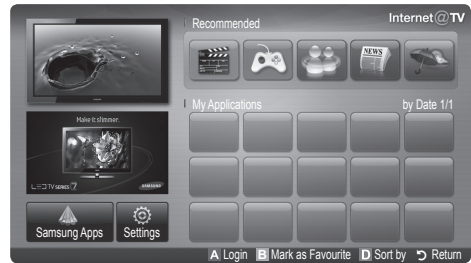 Internet@TV
Recommended
NEWS
My Applications by Date 1/1
Make it slimmer.
LED TV SERIES 7
SAMSUNG
Samsung Apps
Settings
A Login B Mark as Favourite D Sort by Return